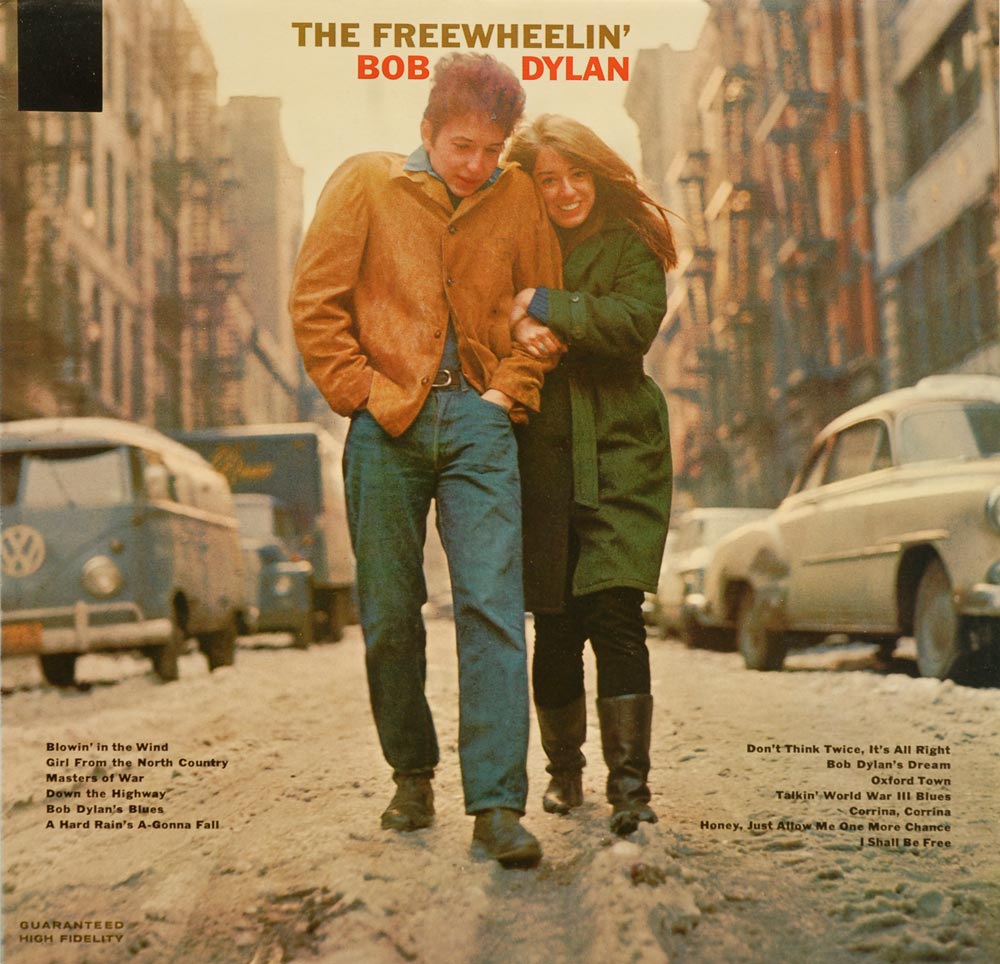 THE FREEWHEELIN'
BOB DYLAN
VW
Blowin' in the Wind
Girl From the North Country
Masters of War
Down the Highway
Bob Dylan's Blues
A Hard Rain's A-Gonna Fall
Don't Think Twice, It's All Right
Bob Dylan's Dream
Oxford Town
Talkin' World War III Blues
Corrina, Corrina
Honey, Just Allow Me One More Chance
I Shall Be Free
GUARANTEED
HIGH FIDELITY